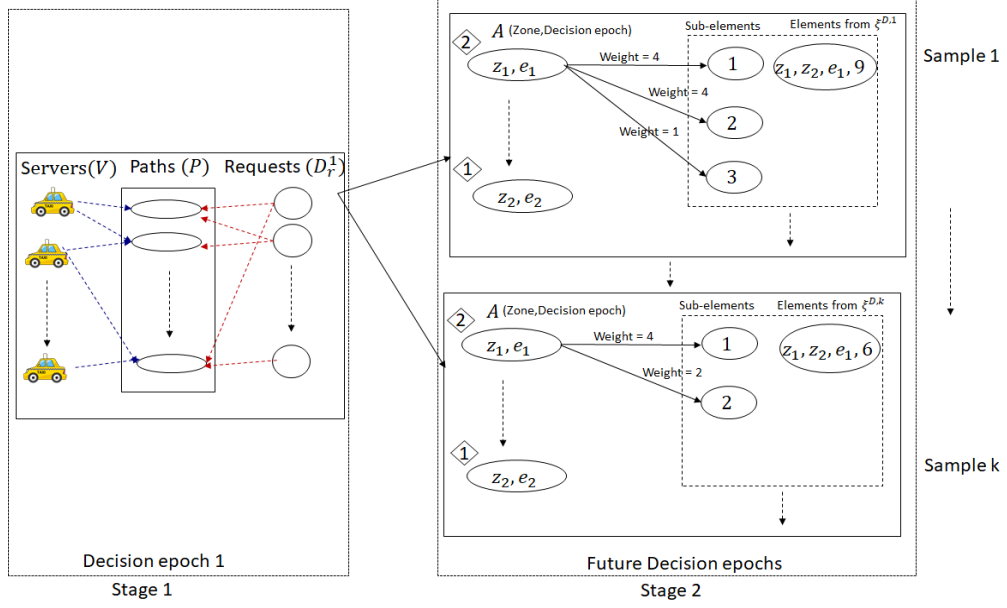 Servers(V) Paths (P) Requests (D_r^1)
TAXI
TAXI
TAXI
Decision epoch 1
Stage 1
A (Zone,Decision epoch)
Sub-elements
Elements from ξ^{D,1}
2
z_1, e_1
Weight = 4
1
z_1, z_2, e_1, 9
Weight = 4
2
Weight = 1
3
1
z_2, e_2
Sample 1
A (Zone,Decision epoch)
Sub-elements
Elements from ξ^{D,k}
2
z_1, e_1
Weight = 4
1
z_1, z_2, e_1, 6
Weight = 2
2
1
z_2, e_2
Sample k
Future Decision epochs
Stage 2